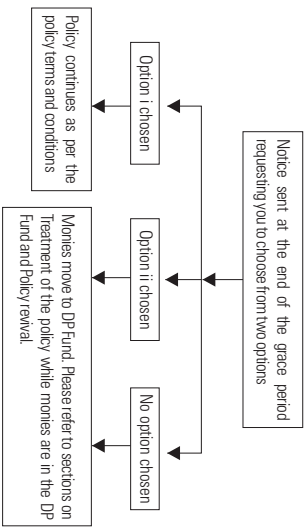 Notice sent at the end of the grace period
requesting you to choose from two options
Option i chosen
Option ii chosen
No option chosen
Policy continues as per the
policy terms and conditions
Monies move to DP Fund. Please refer to sections on
Treatment of the policy while monies are in the DP
Fund and Policy revival.